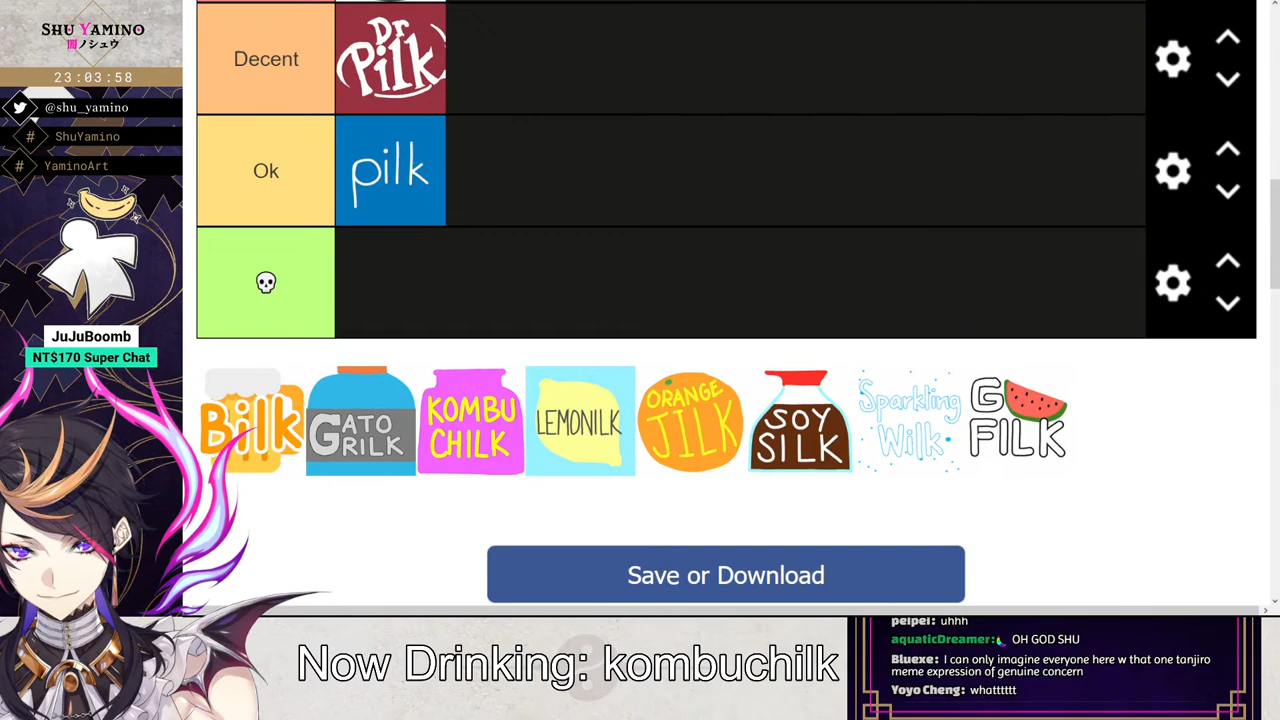 SHU YAMINO
闇ノシュウ
23:03:58
@shu_yamino
# ShuYamino
# YaminoArt
JuJuBoomb
NT$170 Super Chat
Decent
Dr
Pilk
Ok
pilk
💀
Bilk
GATO
GRILK
KOMBU
CHILK
LEMONILK
ORANGE
JILK
SOY
SILK
Sparkling
Wilk
GO
FILK
Save or Download
Now Drinking: kombuchilk
peipei: uhhh
aquaticDreamer: OH GOD SHU
Bluexe: I can only imagine everyone here w that one tanjiro
meme expression of genuine concern
Yoyo Cheng: whatttttt